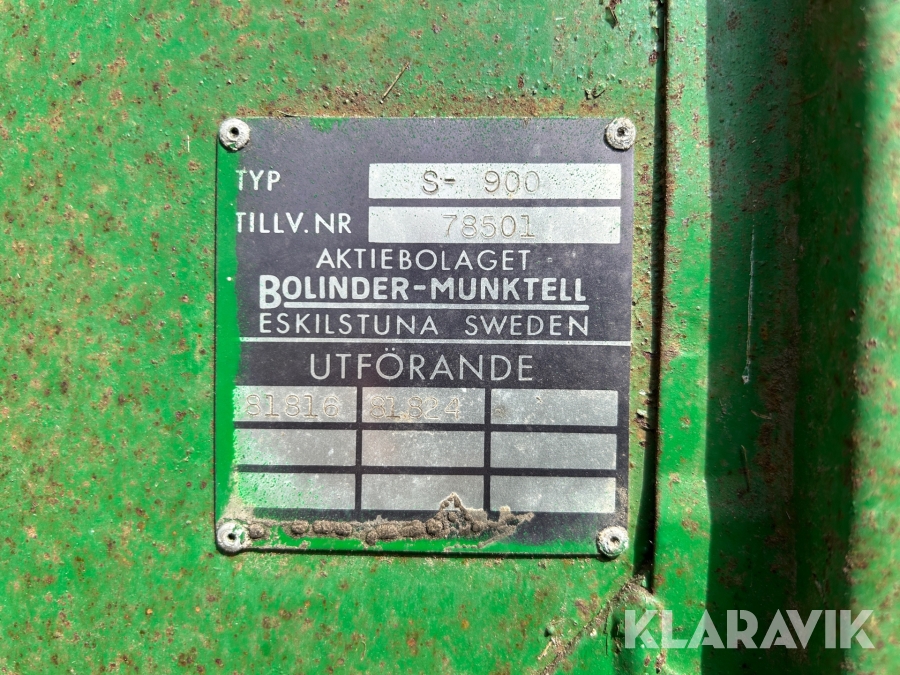 TYP S- 900
TILLV.NR 78501
AKTIEBOLAGET
BOLINDER-MUNKTELL
ESKILSTUNA SWEDEN
UTFÖRANDE
81816 81824
KLARAVIK